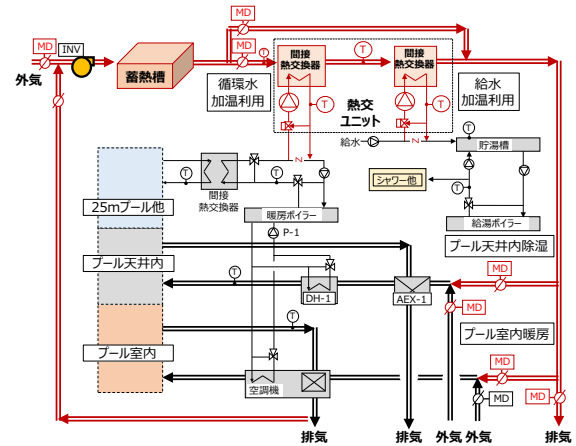 MD
MD
INV
MD
T
間接
熱交換器
T
間接
熱交換器
外気
蓄熱槽
循環水
加温利用
T
熱交
ユニット
T
給水
加温利用
給水
T
貯湯槽
T
T
間接
熱交換器
シャワー他
T
25mプール他
暖房ボイラー
給湯ボイラー
P-1
プール天井内除湿
プール天井内
T
DH-1
AEX-1
MD
MD
T
プール室内暖房
プール室内
MD
空調機
MD
MD
排気
排気
外気
外気
排気